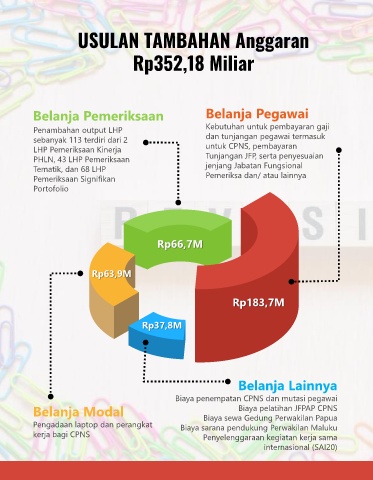 USULAN TAMBAHAN Anggaran
Rp352,18 Miliar
Belanja Pemeriksaan
Penambahan output LHP
sebanyak 113 terdiri dari 2
LHP Pemeriksaan Kinerja
PHLN, 43 LHP Pemeriksaan
Tematik, dan 68 LHP
Pemeriksaan Signifikan
Portofolio
Belanja Pegawai
Kebutuhan untuk pembayaran gaji
dan tunjangan pegawai termasuk
untuk CPNS, pembayaran
Tunjangan JFP, serta penyesuaian
jenjang Jabatan Fungsional
Pemeriksa dan/ atau lainnya
Rp66,7M
Rp63,9M
Rp183,7M
Rp37,8M
Belanja Modal
Pengadaan laptop dan perangkat
kerja bagi CPNS
Belanja Lainnya
Biaya penempatan CPNS dan mutasi pegawai
Biaya pelatihan JFPAP CPNS
Biaya sewa Gedung Perwakilan Papua
Biaya sarana pendukung Perwakilan Maluku
Penyelenggaraan kegiatan kerja sama
internasional (SAI20)